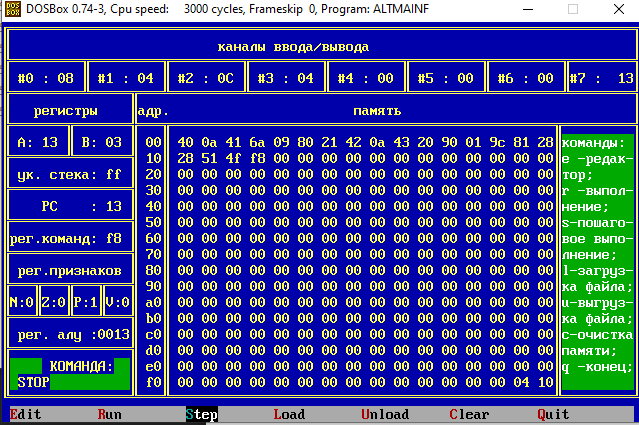 DOSBox 0.74-3, Cpu speed: 3000 cycles, Frameskip 0, Program: ALTMAINF
каналы ввода/вывода
#0 : 08 #1 : 04 #2 : 0C #3 : 04 #4 : 00 #5 : 00 #6 : 00 #7 : 13
регистры адр. память
A: 13 B: 03 00 40 0a 41 6a 09 80 21 42 0a 43 20 90 01 9c 81 28 команды:
10 28 51 4f f8 00 00 00 00 00 00 00 00 00 00 00 00 e -редак-
ук. стека: ff 20 00 00 00 00 00 00 00 00 00 00 00 00 00 00 00 00 тор;
30 00 00 00 00 00 00 00 00 00 00 00 00 00 00 00 00 r -выпол-
PC : 13 40 00 00 00 00 00 00 00 00 00 00 00 00 00 00 00 00 нение;
50 00 00 00 00 00 00 00 00 00 00 00 00 00 00 00 00 s-пошаго-
рег.команд: f8 60 00 00 00 00 00 00 00 00 00 00 00 00 00 00 00 00 вое выпо-
70 00 00 00 00 00 00 00 00 00 00 00 00 00 00 00 00 лнение;
рег.признаков 80 00 00 00 00 00 00 00 00 00 00 00 00 00 00 00 00 l-загруз-
90 00 00 00 00 00 00 00 00 00 00 00 00 00 00 00 00 ка файла;
N:0 Z:0 P:1 V:0 a0 00 00 00 00 00 00 00 00 00 00 00 00 00 00 00 00 u-выгруз-
b0 00 00 00 00 00 00 00 00 00 00 00 00 00 00 00 00 ка файла;
рег. алу :0013 c0 00 00 00 00 00 00 00 00 00 00 00 00 00 00 00 00 c-очистка
d0 00 00 00 00 00 00 00 00 00 00 00 00 00 00 00 00 памяти;
КОМАНДА: e0 00 00 00 00 00 00 00 00 00 00 00 00 00 00 00 00 q -конец;
STOP f0 00 00 00 00 00 00 00 00 00 00 00 00 00 00 04 10
Edit Run Step Load Unload Clear Quit